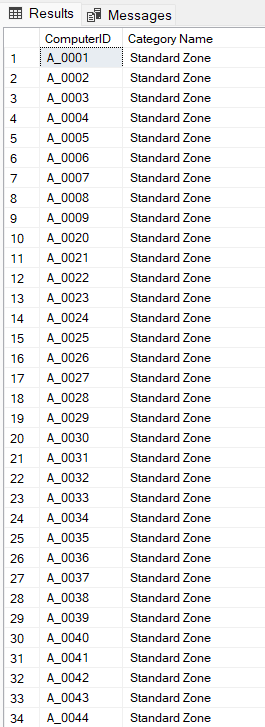 Results Messages
ComputerID Category Name
1 A_0001 Standard Zone
2 A_0002 Standard Zone
3 A_0003 Standard Zone
4 A_0004 Standard Zone
5 A_0005 Standard Zone
6 A_0006 Standard Zone
7 A_0007 Standard Zone
8 A_0008 Standard Zone
9 A_0009 Standard Zone
10 A_0020 Standard Zone
11 A_0021 Standard Zone
12 A_0022 Standard Zone
13 A_0023 Standard Zone
14 A_0024 Standard Zone
15 A_0025 Standard Zone
16 A_0026 Standard Zone
17 A_0027 Standard Zone
18 A_0028 Standard Zone
19 A_0029 Standard Zone
20 A_0030 Standard Zone
21 A_0031 Standard Zone
22 A_0032 Standard Zone
23 A_0033 Standard Zone
24 A_0034 Standard Zone
25 A_0035 Standard Zone
26 A_0036 Standard Zone
27 A_0037 Standard Zone
28 A_0038 Standard Zone
29 A_0039 Standard Zone
30 A_0040 Standard Zone
31 A_0041 Standard Zone
32 A_0042 Standard Zone
33 A_0043 Standard Zone
34 A_0044 Standard Zone